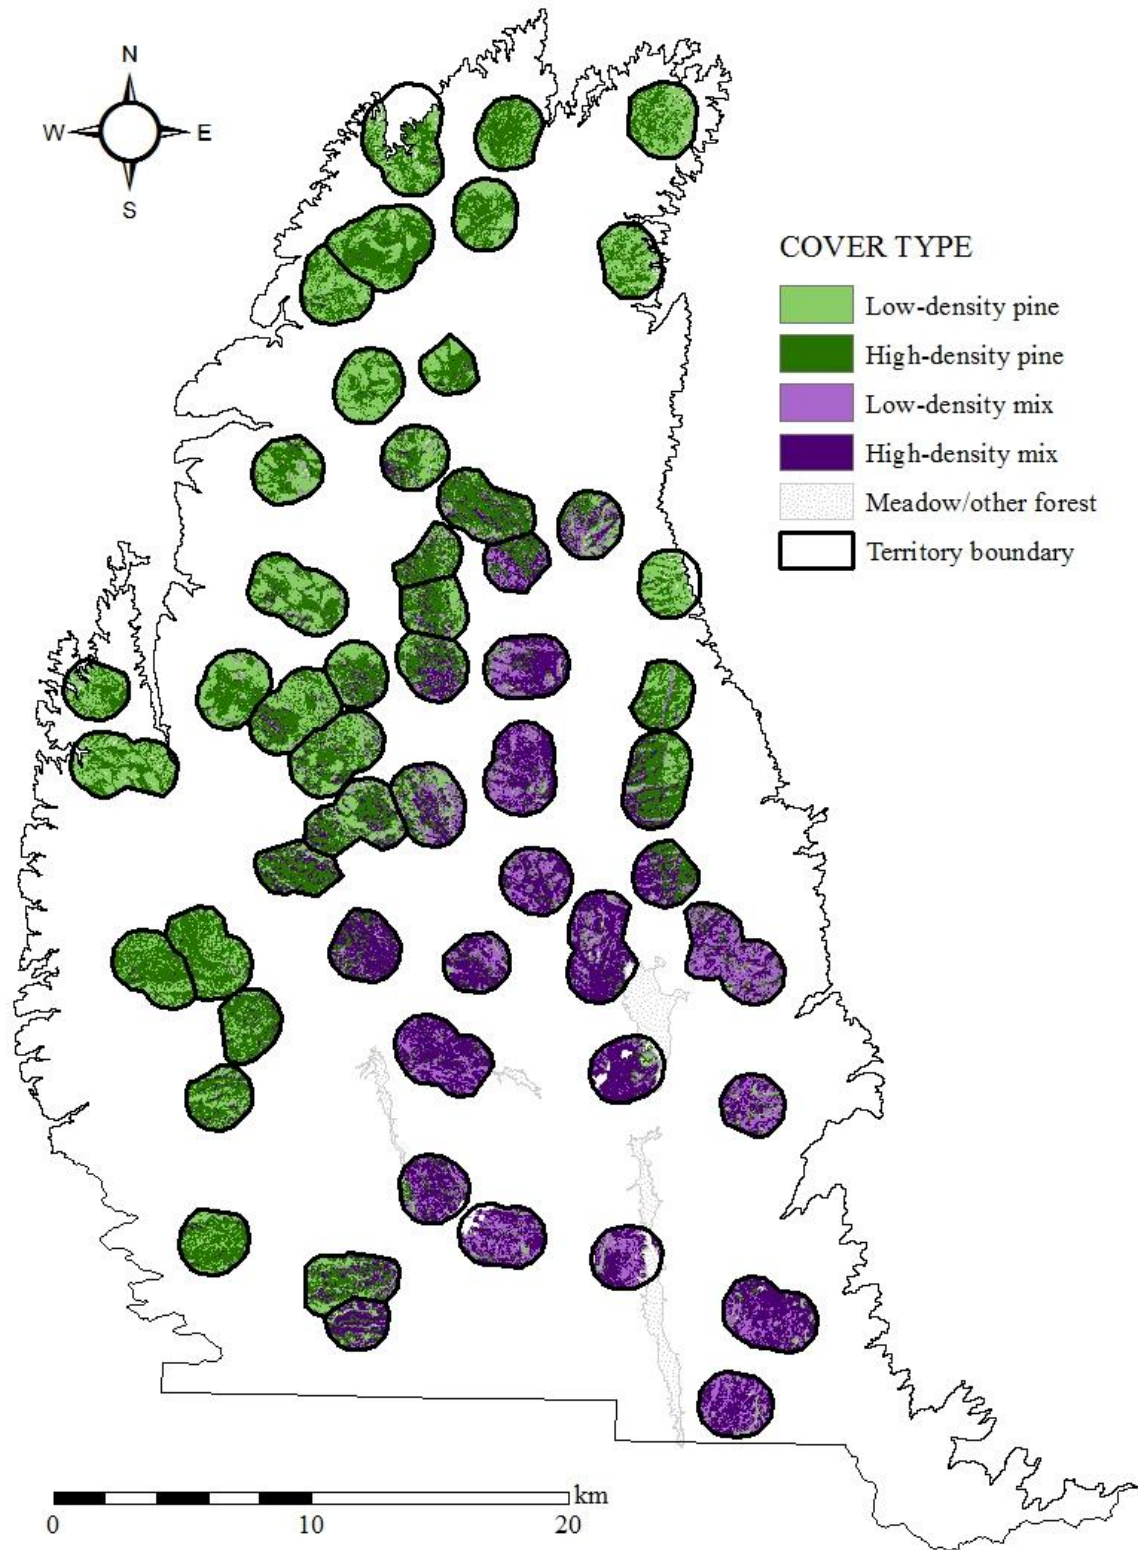 N
W E
S
COVER TYPE
Low-density pine
High-density pine
Low-density mix
High-density mix
Meadow/other forest
Territory boundary
km
0 10 20